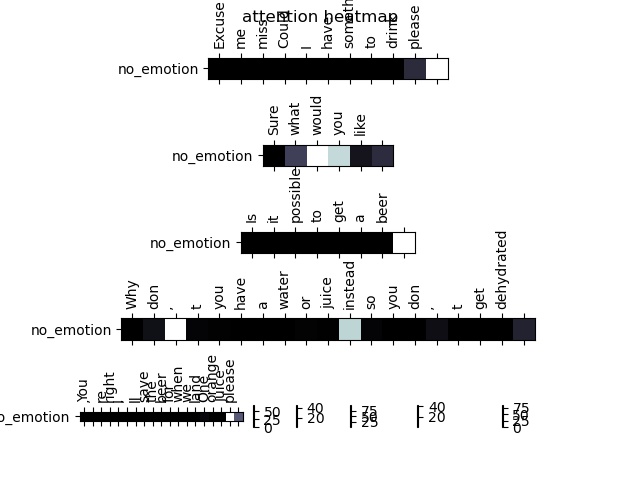 attention heatmap
Excuse me miss Could I have someth to drink please
no_emotion
Sure what would you like
no_emotion
Is it possible to get a beer
no_emotion
Why don , t you have a water or juice instead so you don , t get dehydrated
no_emotion
You , re right , ll save the beer for when we land One orange juice please
no_emotion
50 25 0
40 20
75 50 25
40 20
75 50 25 0